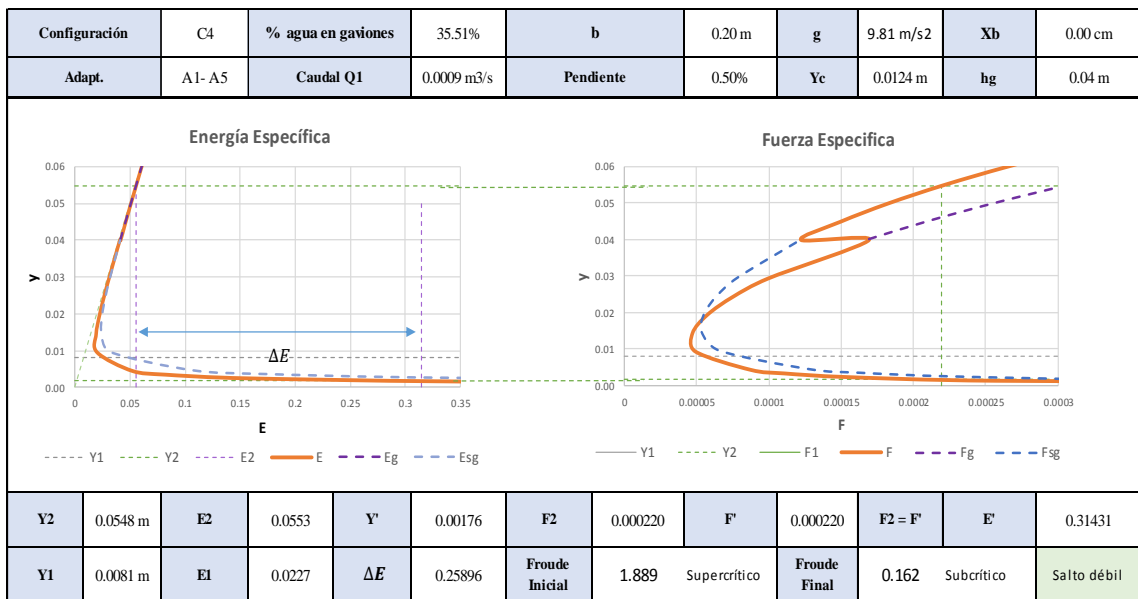 Configuración C4 % agua en gaviones 35.51% b 0.20 m g 9.81 m/s2 Xb 0.00 cm
Adapt. A1- A5 Caudal Q1 0.0009 m3/s Pendiente 0.50% Yc 0.0124 m hg 0.04 m
Energía Específica
0.06
0.05
0.04
0.03
0.02
0.01
0.00
y
ΔE
0 0.05 0.1 0.15 0.2 0.25 0.3 0.35
E
Y1 Y2 E2 E Eg Esg
Fuerza Especifica
0.06
0.05
0.04
0.03
0.02
0.01
0.00
y
0 0.00005 0.0001 0.00015 0.0002 0.00025 0.0003
F
Y1 Y2 F1 F Fg Fsg
Y2 0.0548 m E2 0.0553 Y' 0.00176 F2 0.000220 F' 0.000220 F2 = F' E' 0.31431
Y1 0.0081 m E1 0.0227 ΔE 0.25896 Froude Inicial 1.889 Supercrítico Froude Final 0.162 Subcrítico Salto débil